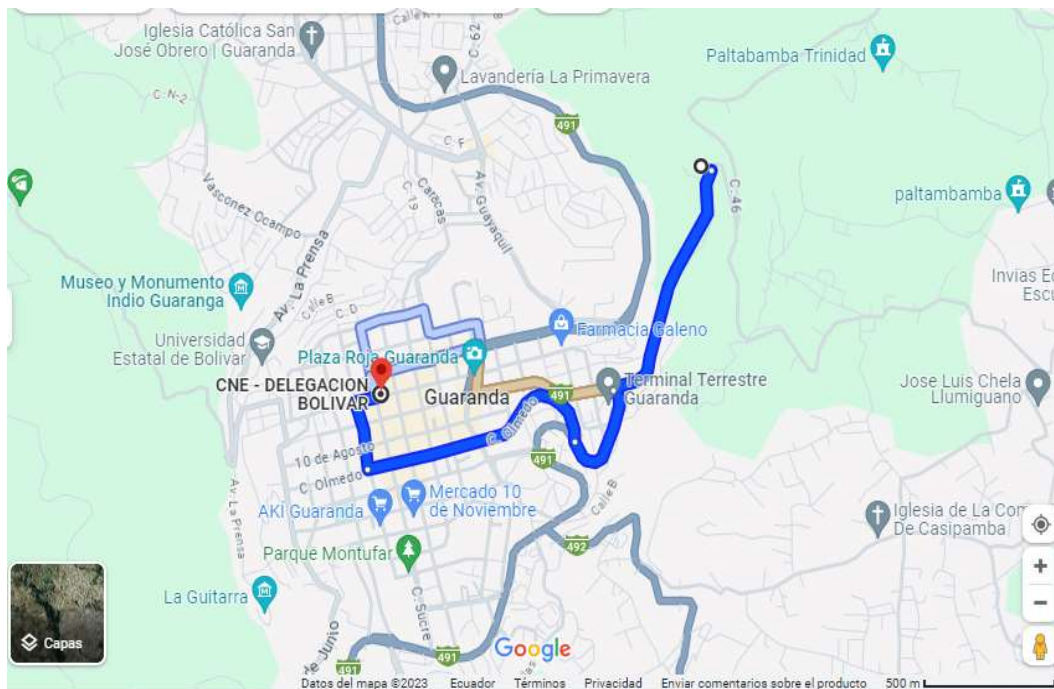 Iglesia Católica San
José Obrero | Guaranda
C. 62
Paltabamba Trinidad
Lavandería La Primavera
C. N-2
491
C. F
C. 46
Av. Guayaquil
Caracas
C. 19
paltambamba
Vasconez Ocampo
Av. La Prensa
Museo y Monumento
Indio Guaranga
Calle B
C. D
Invias Ec
Escu
Universidad
Estatal de Bolivar
Farmacia Galeno
Plaza Roja Guaranda
CNE - DELEGACION
BOLIVAR
Guaranda
491
Terminal Terrestre
Guaranda
Jose Luis Chela
Llumiguano
C. Olmedo
10 de Agosto
C. Olmedo
491
Calle B
Av. La Prensa
AKI Guaranda
Mercado 10
de Noviembre
Iglesia de La Com
De Casipamba
492
Parque Montufar
La Guitarra
C. Sucre
de Junio
Capas
491
Google
491
Datos del mapa ©2023 Ecuador Términos Privacidad Enviar comentarios sobre el producto 500 m